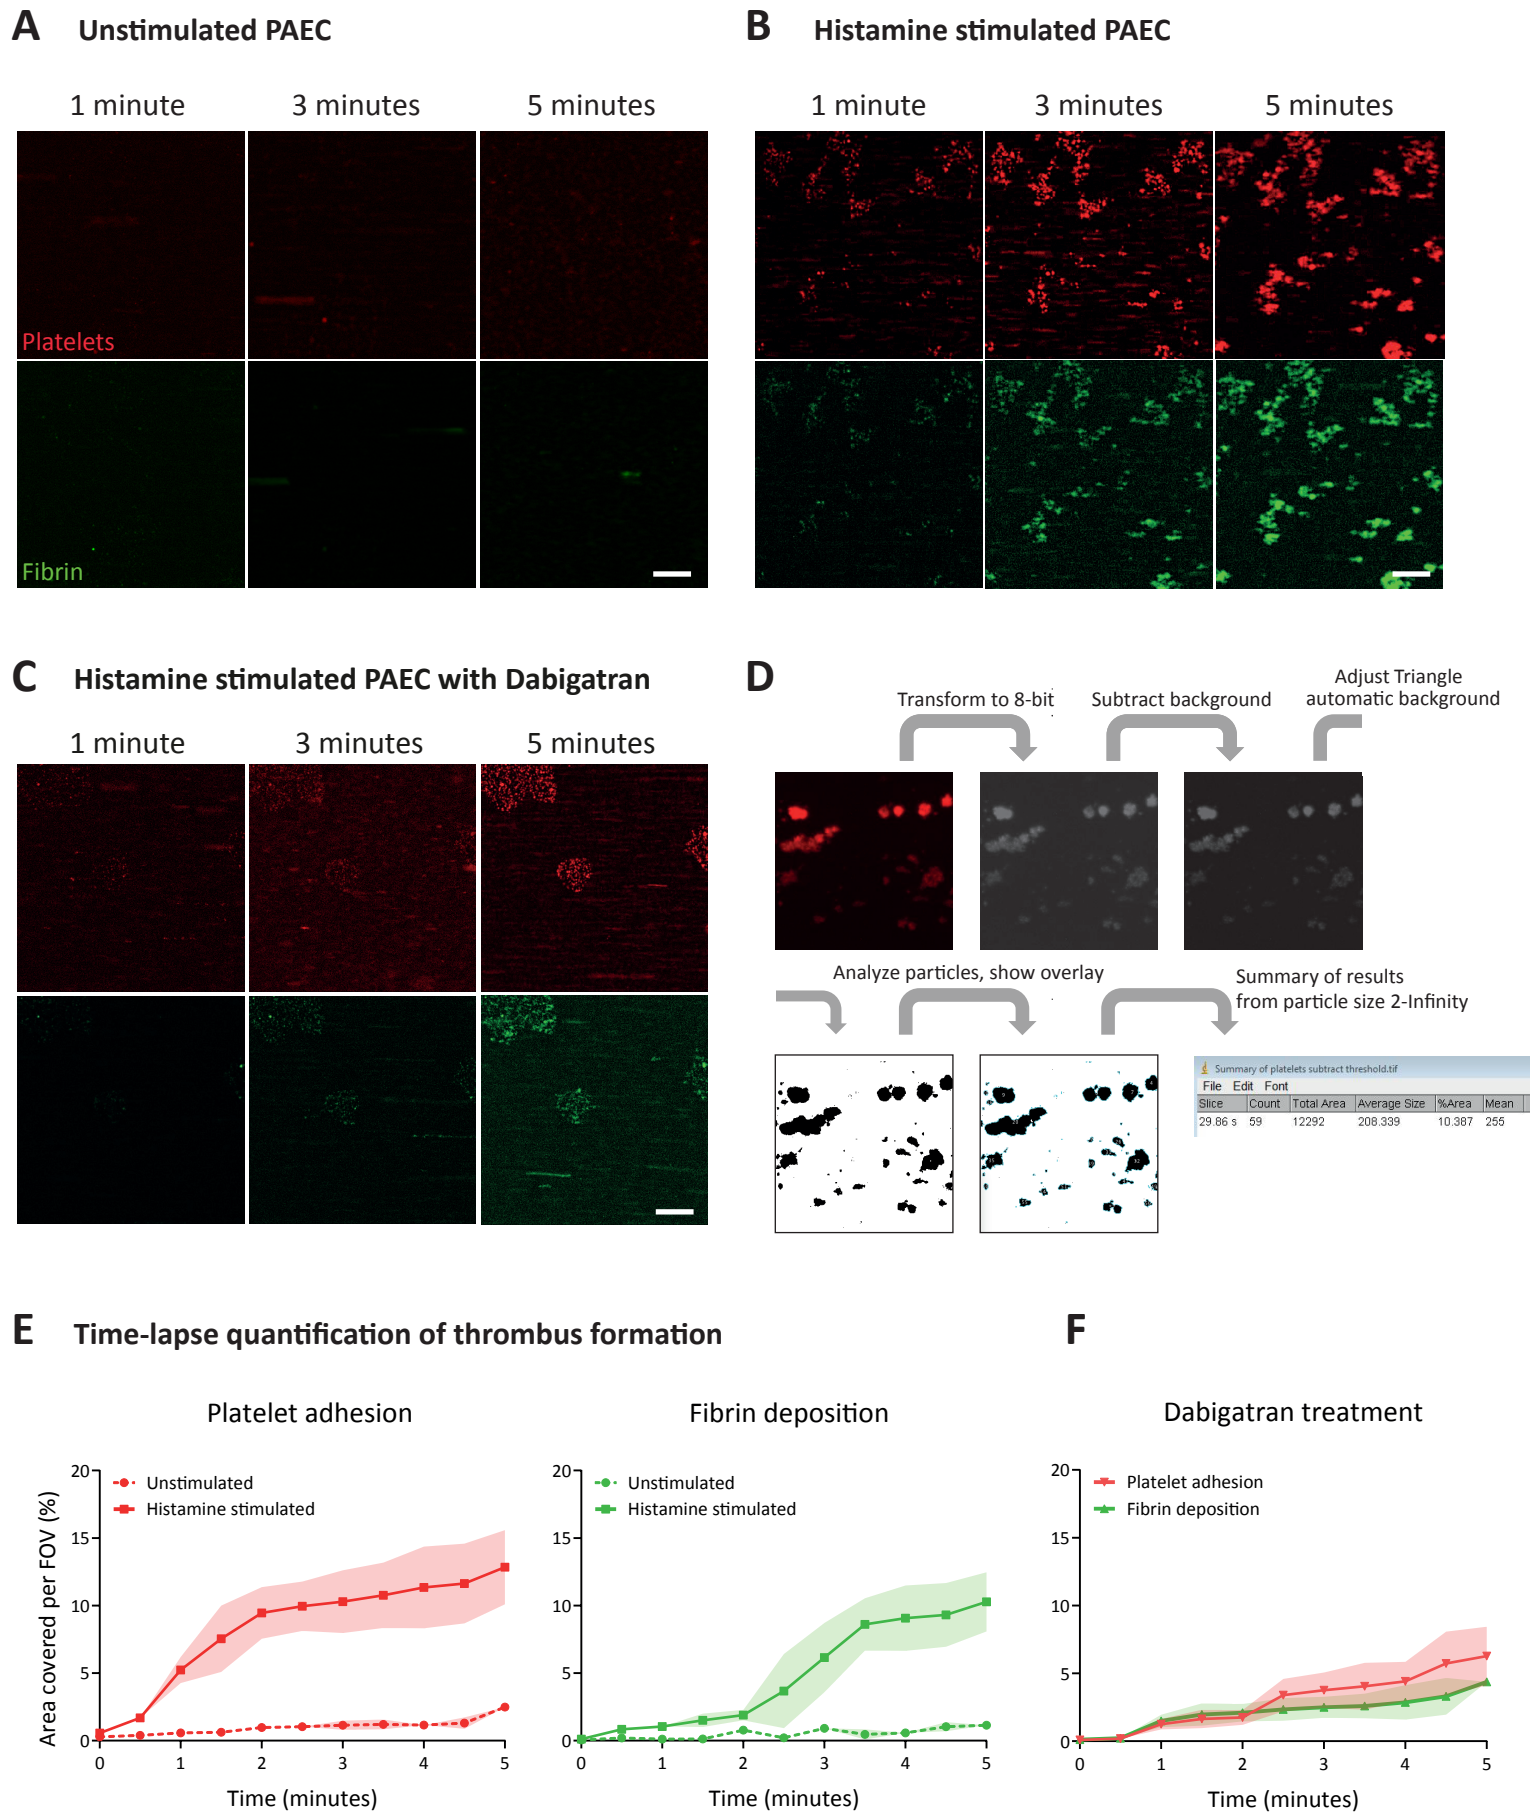 A Unstimulated PAEC
1 minute 3 minutes 5 minutes
Platelets
Fibrin
B Histamine stimulated PAEC
1 minute 3 minutes 5 minutes
C Histamine stimulated PAEC with Dabigatran
1 minute 3 minutes 5 minutes
D
Transform to 8-bit
Subtract background
Adjust Triangle
automatic background
Analyze particles, show overlay
Summary of results
from particle size 2-Infinity
Summary of platelets subtract threshold.tif
File Edit Font
Slice Count Total Area Average Size %Area Mean
29.86 s 59 12292 208.339 10.387 255
E Time-lapse quantification of thrombus formation
Platelet adhesion
Area covered per FOV (%)
20
15
10
5
0
Unstimulated
Histamine stimulated
0 1 2 3 4 5
Time (minutes)
Fibrin deposition
20
15
10
5
0
Unstimulated
Histamine stimulated
0 1 2 3 4 5
Time (minutes)
F
Dabigatran treatment
20
15
10
5
0
Platelet adhesion
Fibrin deposition
0 1 2 3 4 5
Time (minutes)